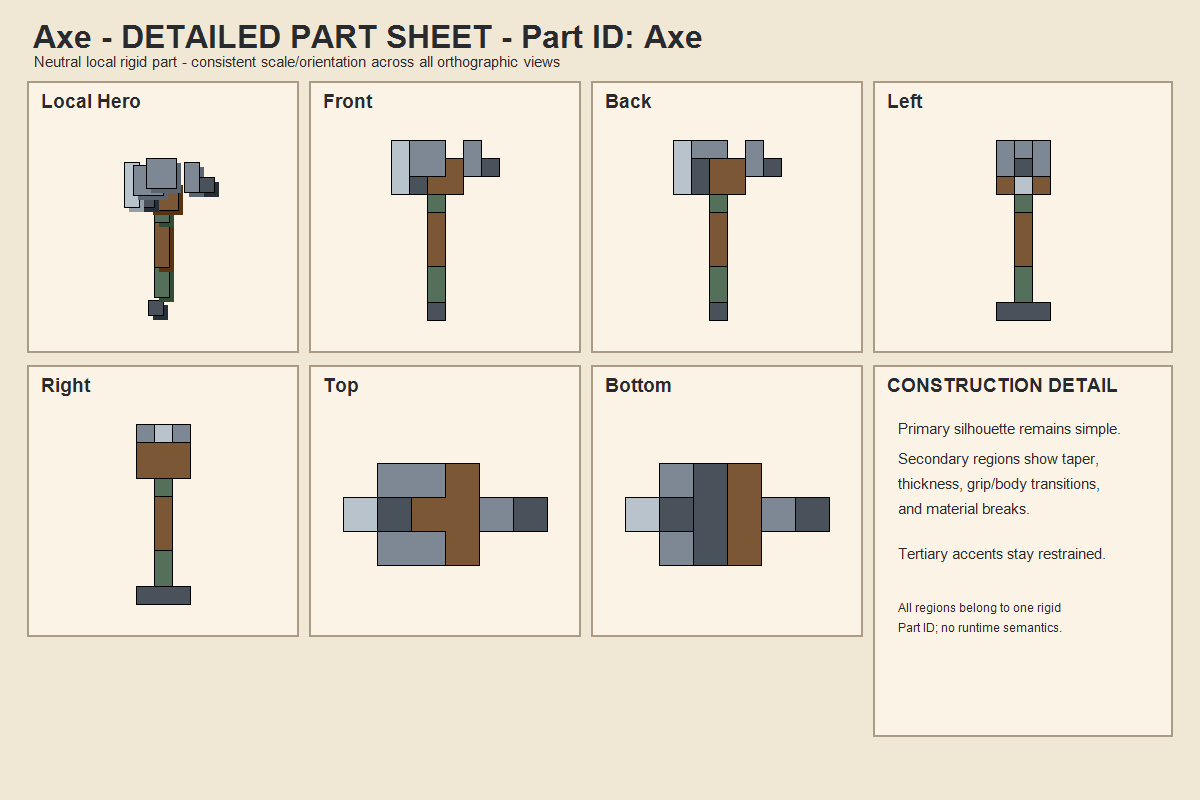 Axe - DETAILED PART SHEET - Part ID: Axe
Neutral local rigid part - consistent scale/orientation across all orthographic views
Local Hero
Front
Back
Left
Right
Top
Bottom
CONSTRUCTION DETAIL
Primary silhouette remains simple.
Secondary regions show taper,
thickness, grip/body transitions,
and material breaks.
Tertiary accents stay restrained.
All regions belong to one rigid
Part ID; no runtime semantics.